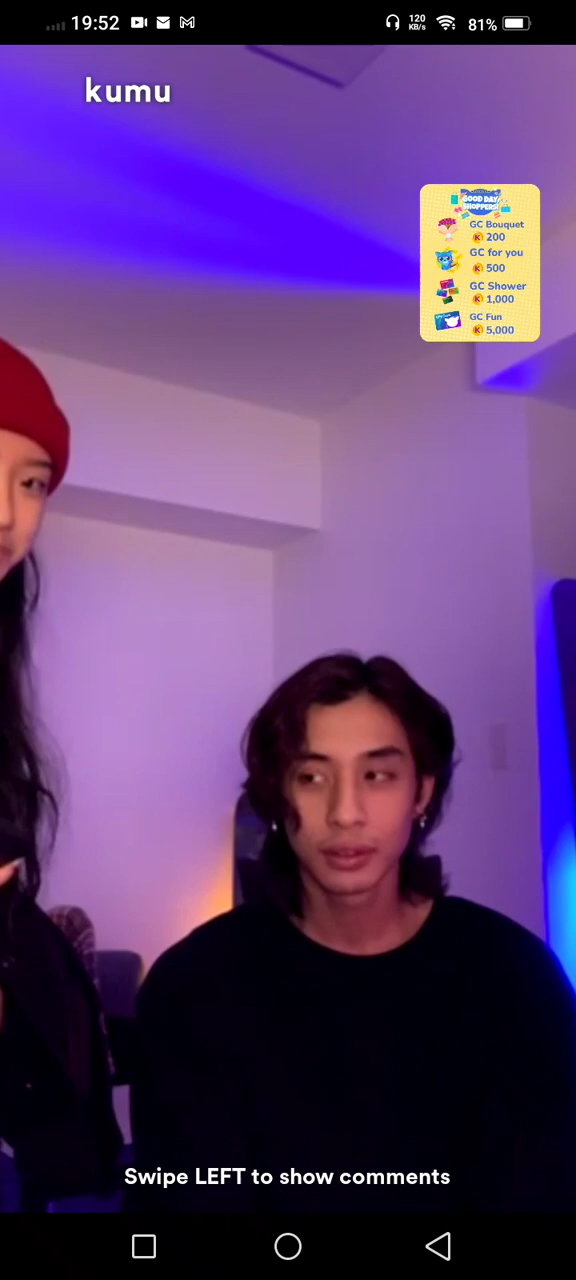 19:52
120
KB/s
81%
kumu
GOOD DAY
SHOPPERS!
GC Bouquet
K 200
GC for you
K 500
GC Shower
K 1,000
GC Fun
K 5,000
Swipe LEFT to show comments